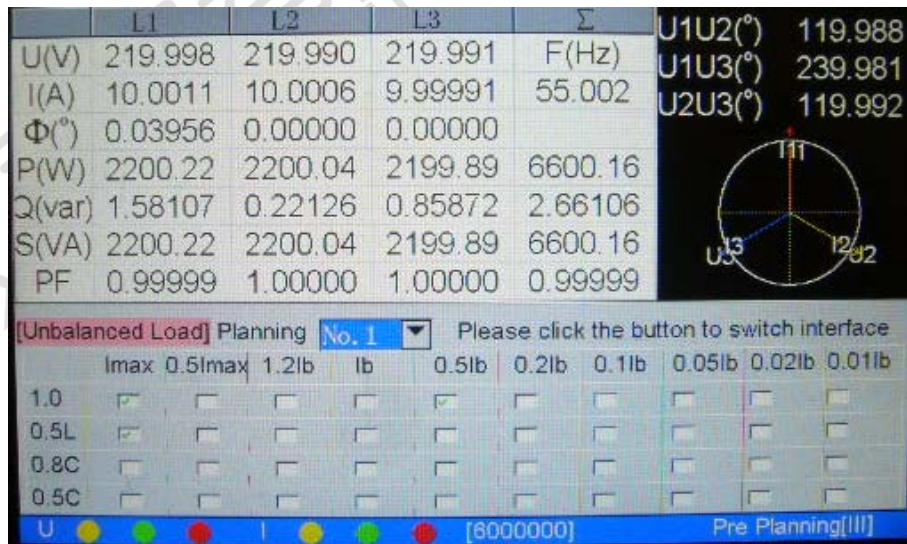 L1 L2 L3 Σ
U(V) 219.998 219.990 219.991 F(Hz)
I(A) 10.0011 10.0006 9.99991 55.002
Φ(°) 0.03956 0.00000 0.00000
P(W) 2200.22 2200.04 2199.89 6600.16
Q(var) 1.58107 0.22126 0.85872 2.66106
S(VA) 2200.22 2200.04 2199.89 6600.16
PF 0.99999 1.00000 1.00000 0.99999
U1U2(°) 119.988
U1U3(°) 239.981
U2U3(°) 119.992
I3
U3
I2
U2
[Unbalanced Load] Planning No. 1 Please click the button to switch interface
Imax 0.5Imax 1.2Ib Ib 0.5Ib 0.2Ib 0.1Ib 0.05Ib 0.02Ib 0.01Ib
1.0
0.5L
0.8C
0.5C
U I [6000000] Pre Planning[III]